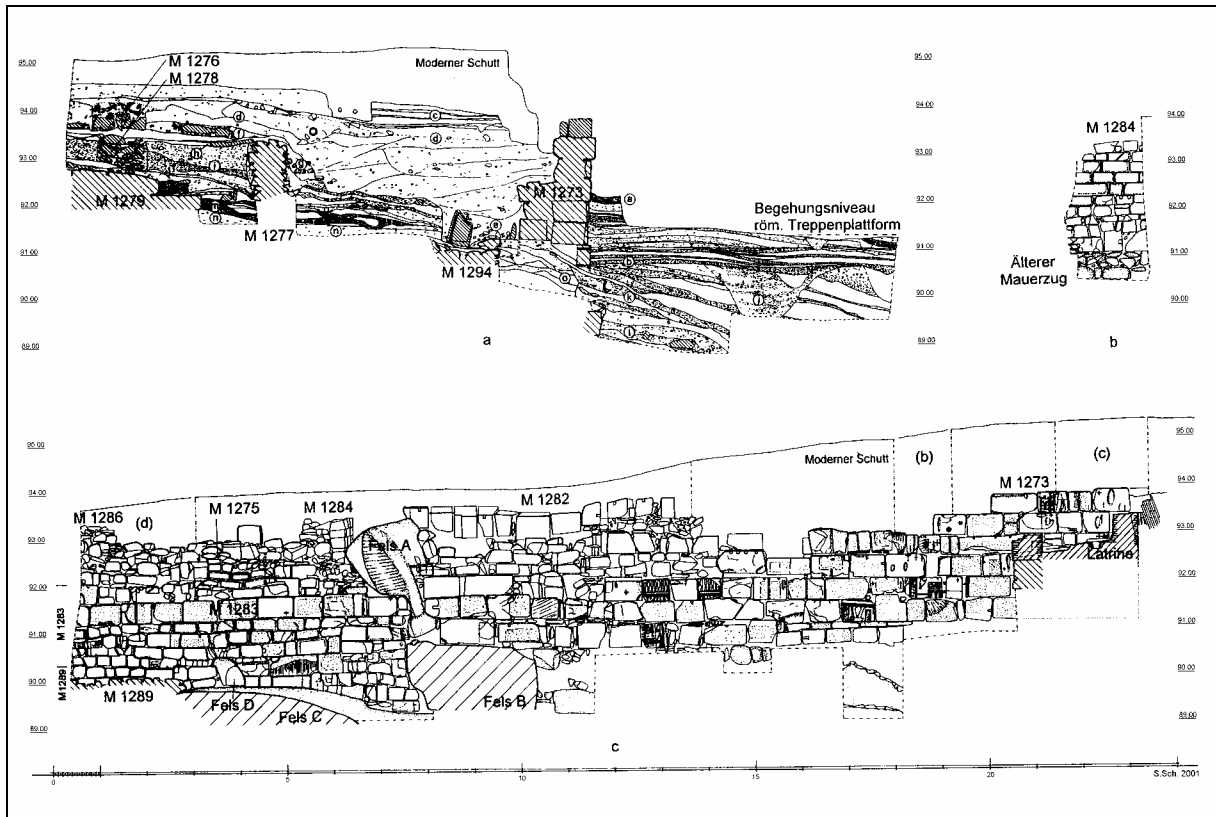 M 1276
M 1278
Moderner Schutt
95.00
94.00
93.00
92.00
91.00
90.00
89.00
c
d
d
f
h
i
g
M 1279
M 1277
n
n
M 1273
a
e
M 1294
o
b
k
j
l
Begehungsniveau
röm. Treppenplattform
a
95.00
94.00
93.00
92.00
91.00
90.00
89.00
M 1284
94.00
93.00
92.00
91.00
90.00
Älterer
Mauerzug
b
95.00
94.00
93.00
92.00
91.00
90.00
89.00
M 1286
(d)
M 1275
M 1284
M 1282
Moderner Schutt
(b)
(c)
M 1273
Fels A
Latrine
M 1283
M 1283
M 1289
M 1289
Fels D
Fels C
Fels B
95.00
94.00
93.00
92.00
91.00
80.00
89.00
c
0
5
10
15
20
S.Sch. 2001